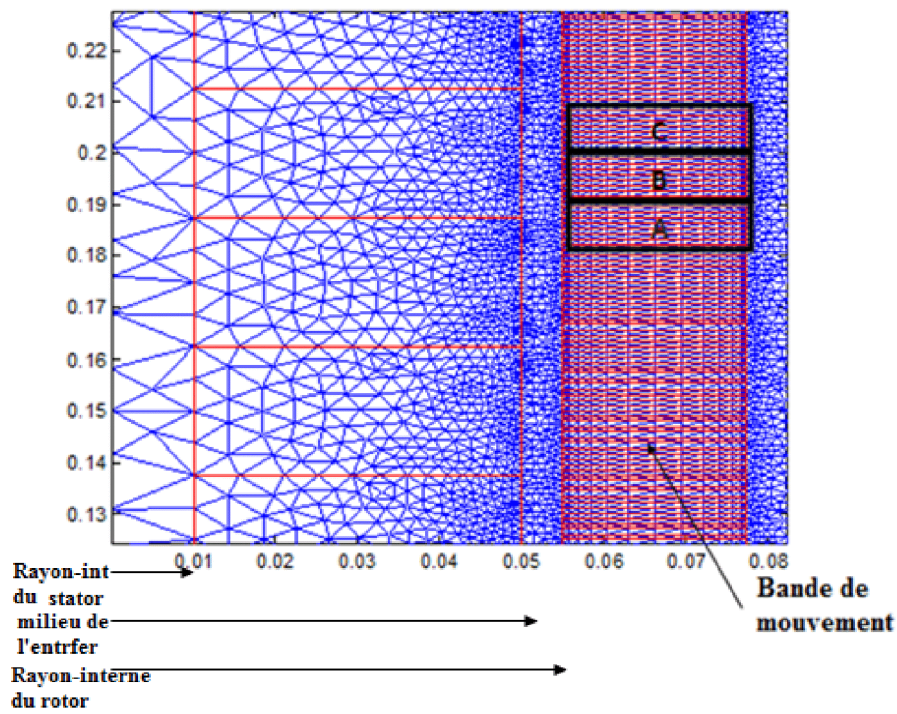 0.22
0.21
0.2
0.19
0.18
0.17
0.16
0.15
0.14
0.13
C
B
A
0.01 0.02 0.03 0.04 0.05 0.06 0.07 0.08
Rayon-int
du stator
milieu de
l'entrfer
Rayon-interne
du rotor
Bande de
mouvement